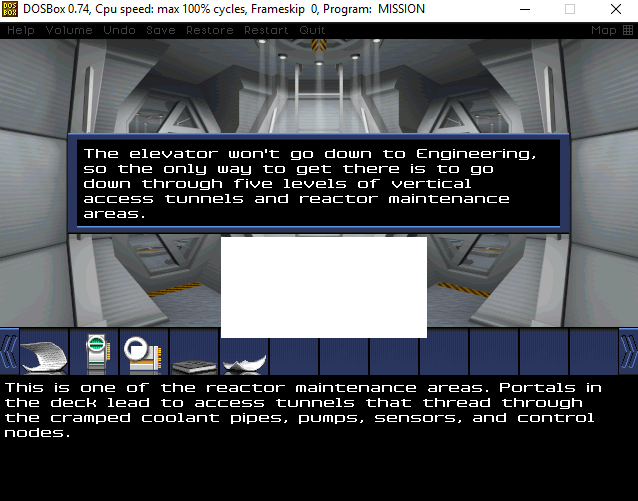 DOSBox 0.74, Cpu speed: max 100% cycles, Frameskip 0, Program: MISSION
Help Volume Undo Save Restore Restart Quit Map
The elevator won't go down to Engineering,
so the only way to get there is to go
down through five levels of vertical
access tunnels and reactor maintenance
areas.
This is one of the reactor maintenance areas. Portals in
the deck lead to access tunnels that thread through
the cramped coolant pipes, pumps, sensors, and control
nodes.